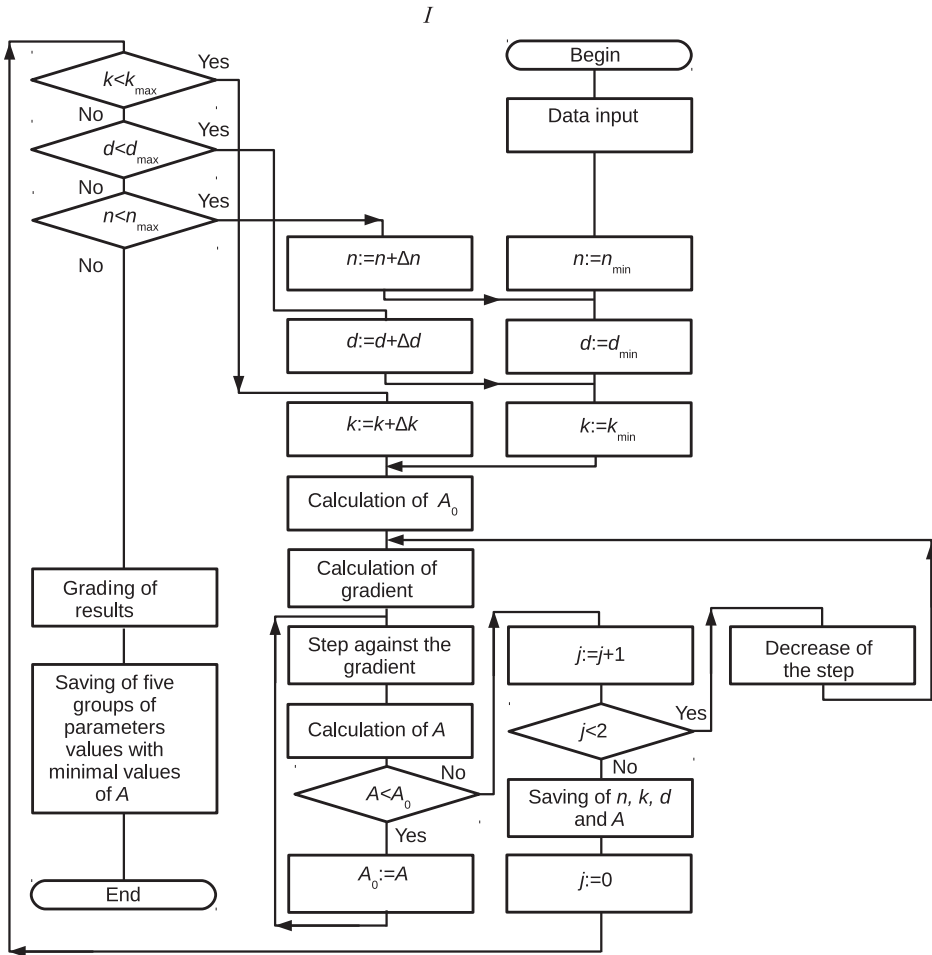 I
Begin
Data input
k<kmax
Yes
No
d<dmax
Yes
No
n<nmax
Yes
No
n:=n+Δn
n:=nmin
d:=d+Δd
d:=dmin
k:=k+Δk
k:=kmin
Calculation of A0
Calculation of
gradient
Step against the
gradient
Calculation of A
A<A0
No
Yes
A0:=A
j:=j+1
j<2
Yes
No
Decrease of
the step
Saving of n, k, d
and A
j:=0
Grading of
results
Saving of five
groups of
parameters
values with
minimal values
of A
End